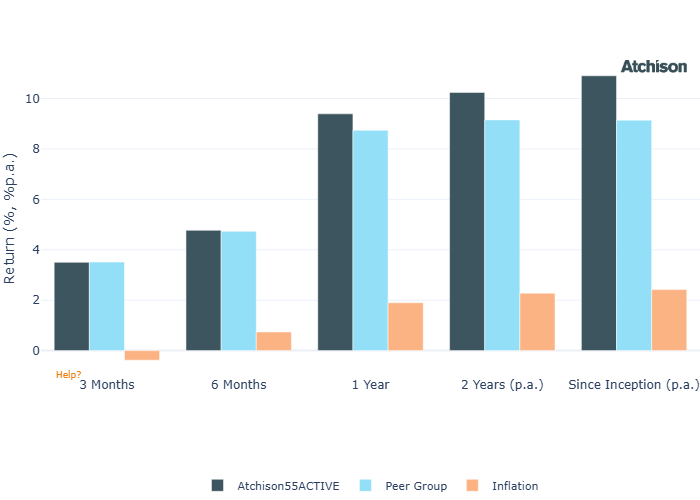 Atchison
Return (%, %p.a.)
10
8
6
4
2
0
Help?
3 Months
6 Months
1 Year
2 Years (p.a.)
Since Inception (p.a.)
Atchison55ACTIVE
Peer Group
Inflation